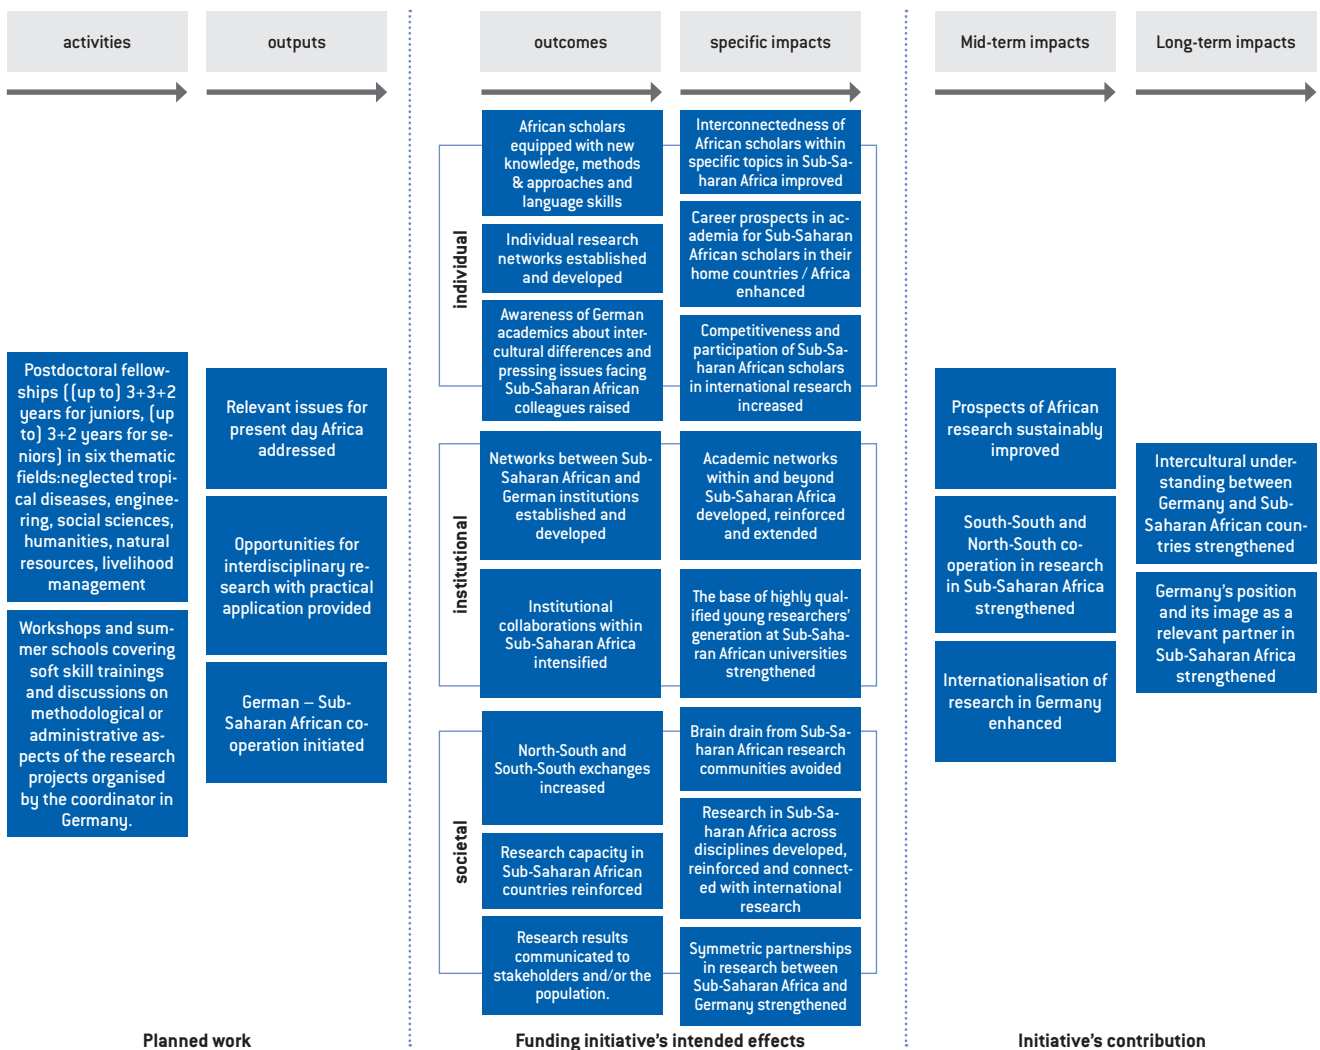 activities
outputs
outcomes
specific impacts
Mid-term impacts
Long-term impacts
Postdoctoral fellow-
ships ((up to) 3+3+2
years for juniors, (up
to) 3+2 years for se-
niors) in six thematic
fields:neglected tropi-
cal diseases, enginee-
ring, social sciences,
humanities, natural
resources, livelihood
management
Workshops and sum-
mer schools covering
soft skill trainings
and discussions on
methodological or
administrative as-
pects of the research
projects organised
by the coordinator in
Germany.
Relevant issues for
present day Africa
addressed
Opportunities for
interdisciplinary re-
search with practical
application provided
German – Sub-
Saharan African co-
operation initiated
individual
African scholars
equipped with new
knowledge, methods
& approaches and
language skills
Individual research
networks established
and developed
Awareness of German
academics about inter-
cultural differences and
pressing issues facing
Sub-Saharan African
colleagues raised
Interconnectedness of
African scholars within
specific topics in Sub-Sa-
haran Africa improved
Career prospects in ac-
ademia for Sub-Saharan
African scholars in their
home countries / Africa
enhanced
Competitiveness and
participation of Sub-Sa-
haran African scholars
in international research
increased
institutional
Networks between Sub-
Saharan African and
German institutions
established and
developed
Institutional
collaborations within
Sub-Saharan Africa
intensified
Academic networks
within and beyond
Sub-Saharan Africa
developed, reinforced
and extended
The base of highly qual-
ified young researchers'
generation at Sub-Saha-
ran African universities
strengthened
societal
North-South and
South-South exchanges
increased
Research capacity in
Sub-Saharan African
countries reinforced
Research results
communicated to
stakeholders and/or the
population.
Brain drain from Sub-Sa-
haran African research
communities avoided
Research in Sub-Sa-
haran Africa across
disciplines developed,
reinforced and connect-
ed with international
research
Symmetric partnerships
in research between
Sub-Saharan Africa and
Germany strengthened
Prospects of African
research sustainably
improved
South-South and
North-South co-
operation in research
in Sub-Saharan Africa
strengthened
Internationalisation of
research in Germany
enhanced
Intercultural under-
standing between
Germany and Sub-
Saharan African coun-
tries strengthened
Germany's position
and its image as a
relevant partner in
Sub-Saharan Africa
strengthened
Planned work
Funding initiative's intended effects
Initiative's contribution